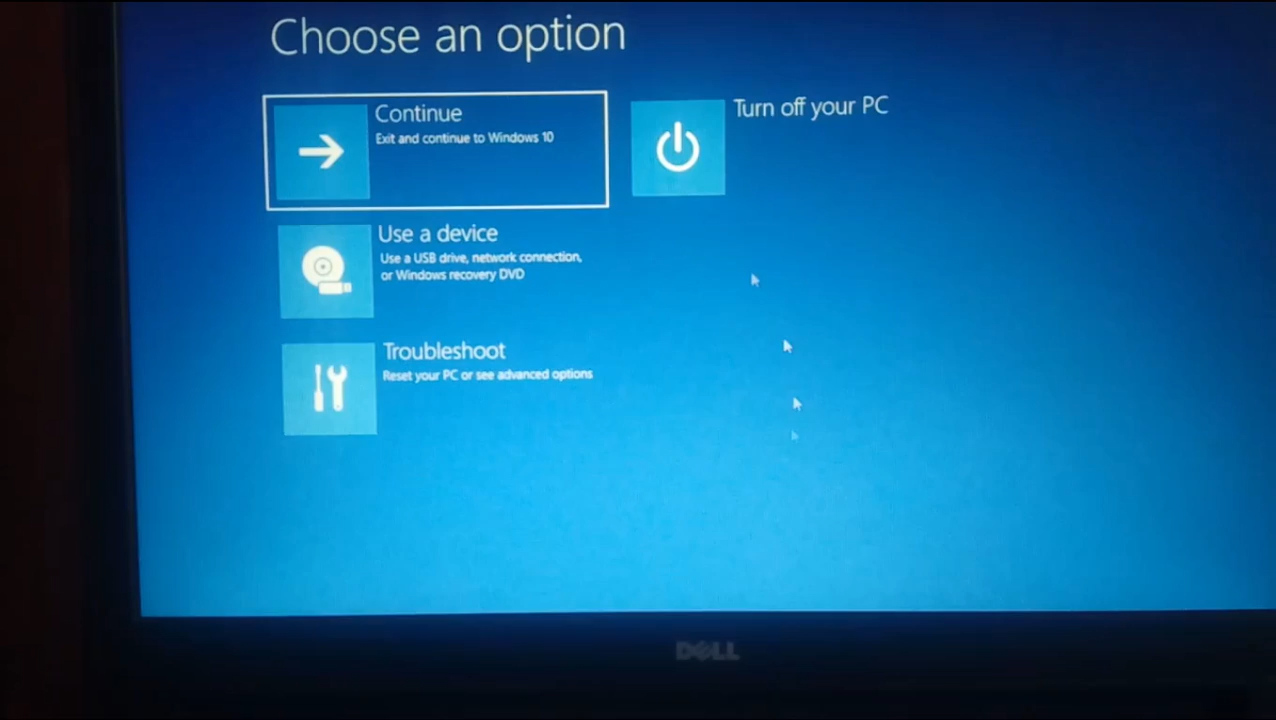 Choose an option
Continue
Exit and continue to Windows 10
Turn off your PC
Use a device
Use a USB drive, network connection,
or Windows recovery DVD
Troubleshoot
Reset your PC or see advanced options
DELL